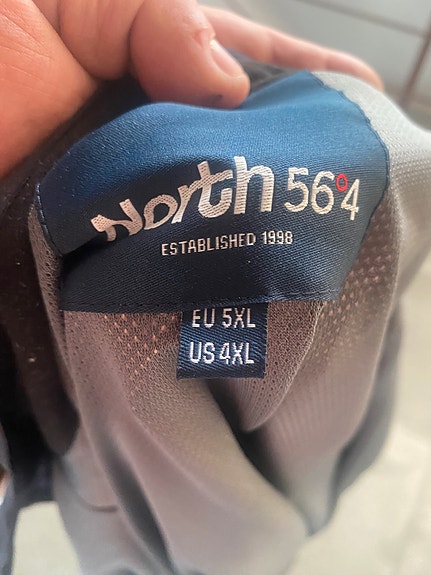 North 56°4
ESTABLISHED 1998
EU 5XL
US 4XL